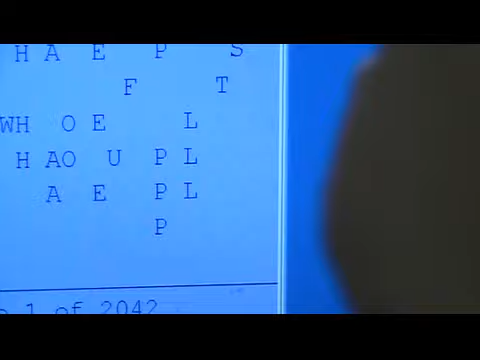 H A E P S
F T
WH O E L
H AO U P L
A E P L
P
1 of 2042